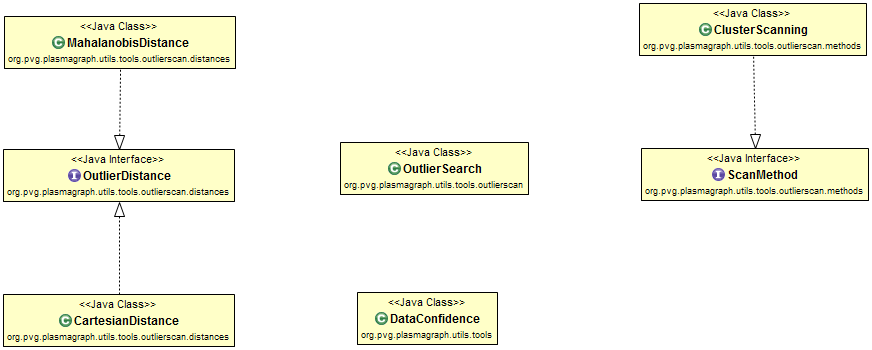 <<Java Class>>
C MahalanobisDistance
org.pvg.plasmagraph.utils.tools.outlierscan.distances
<<Java Class>>
C ClusterScanning
org.pvg.plasmagraph.utils.tools.outlierscan.methods
<<Java Interface>>
I OutlierDistance
org.pvg.plasmagraph.utils.tools.outlierscan.distances
<<Java Class>>
C OutlierSearch
org.pvg.plasmagraph.utils.tools.outlierscan
<<Java Interface>>
I ScanMethod
org.pvg.plasmagraph.utils.tools.outlierscan.methods
<<Java Class>>
C CartesianDistance
org.pvg.plasmagraph.utils.tools.outlierscan.distances
<<Java Class>>
C DataConfidence
org.pvg.plasmagraph.utils.tools